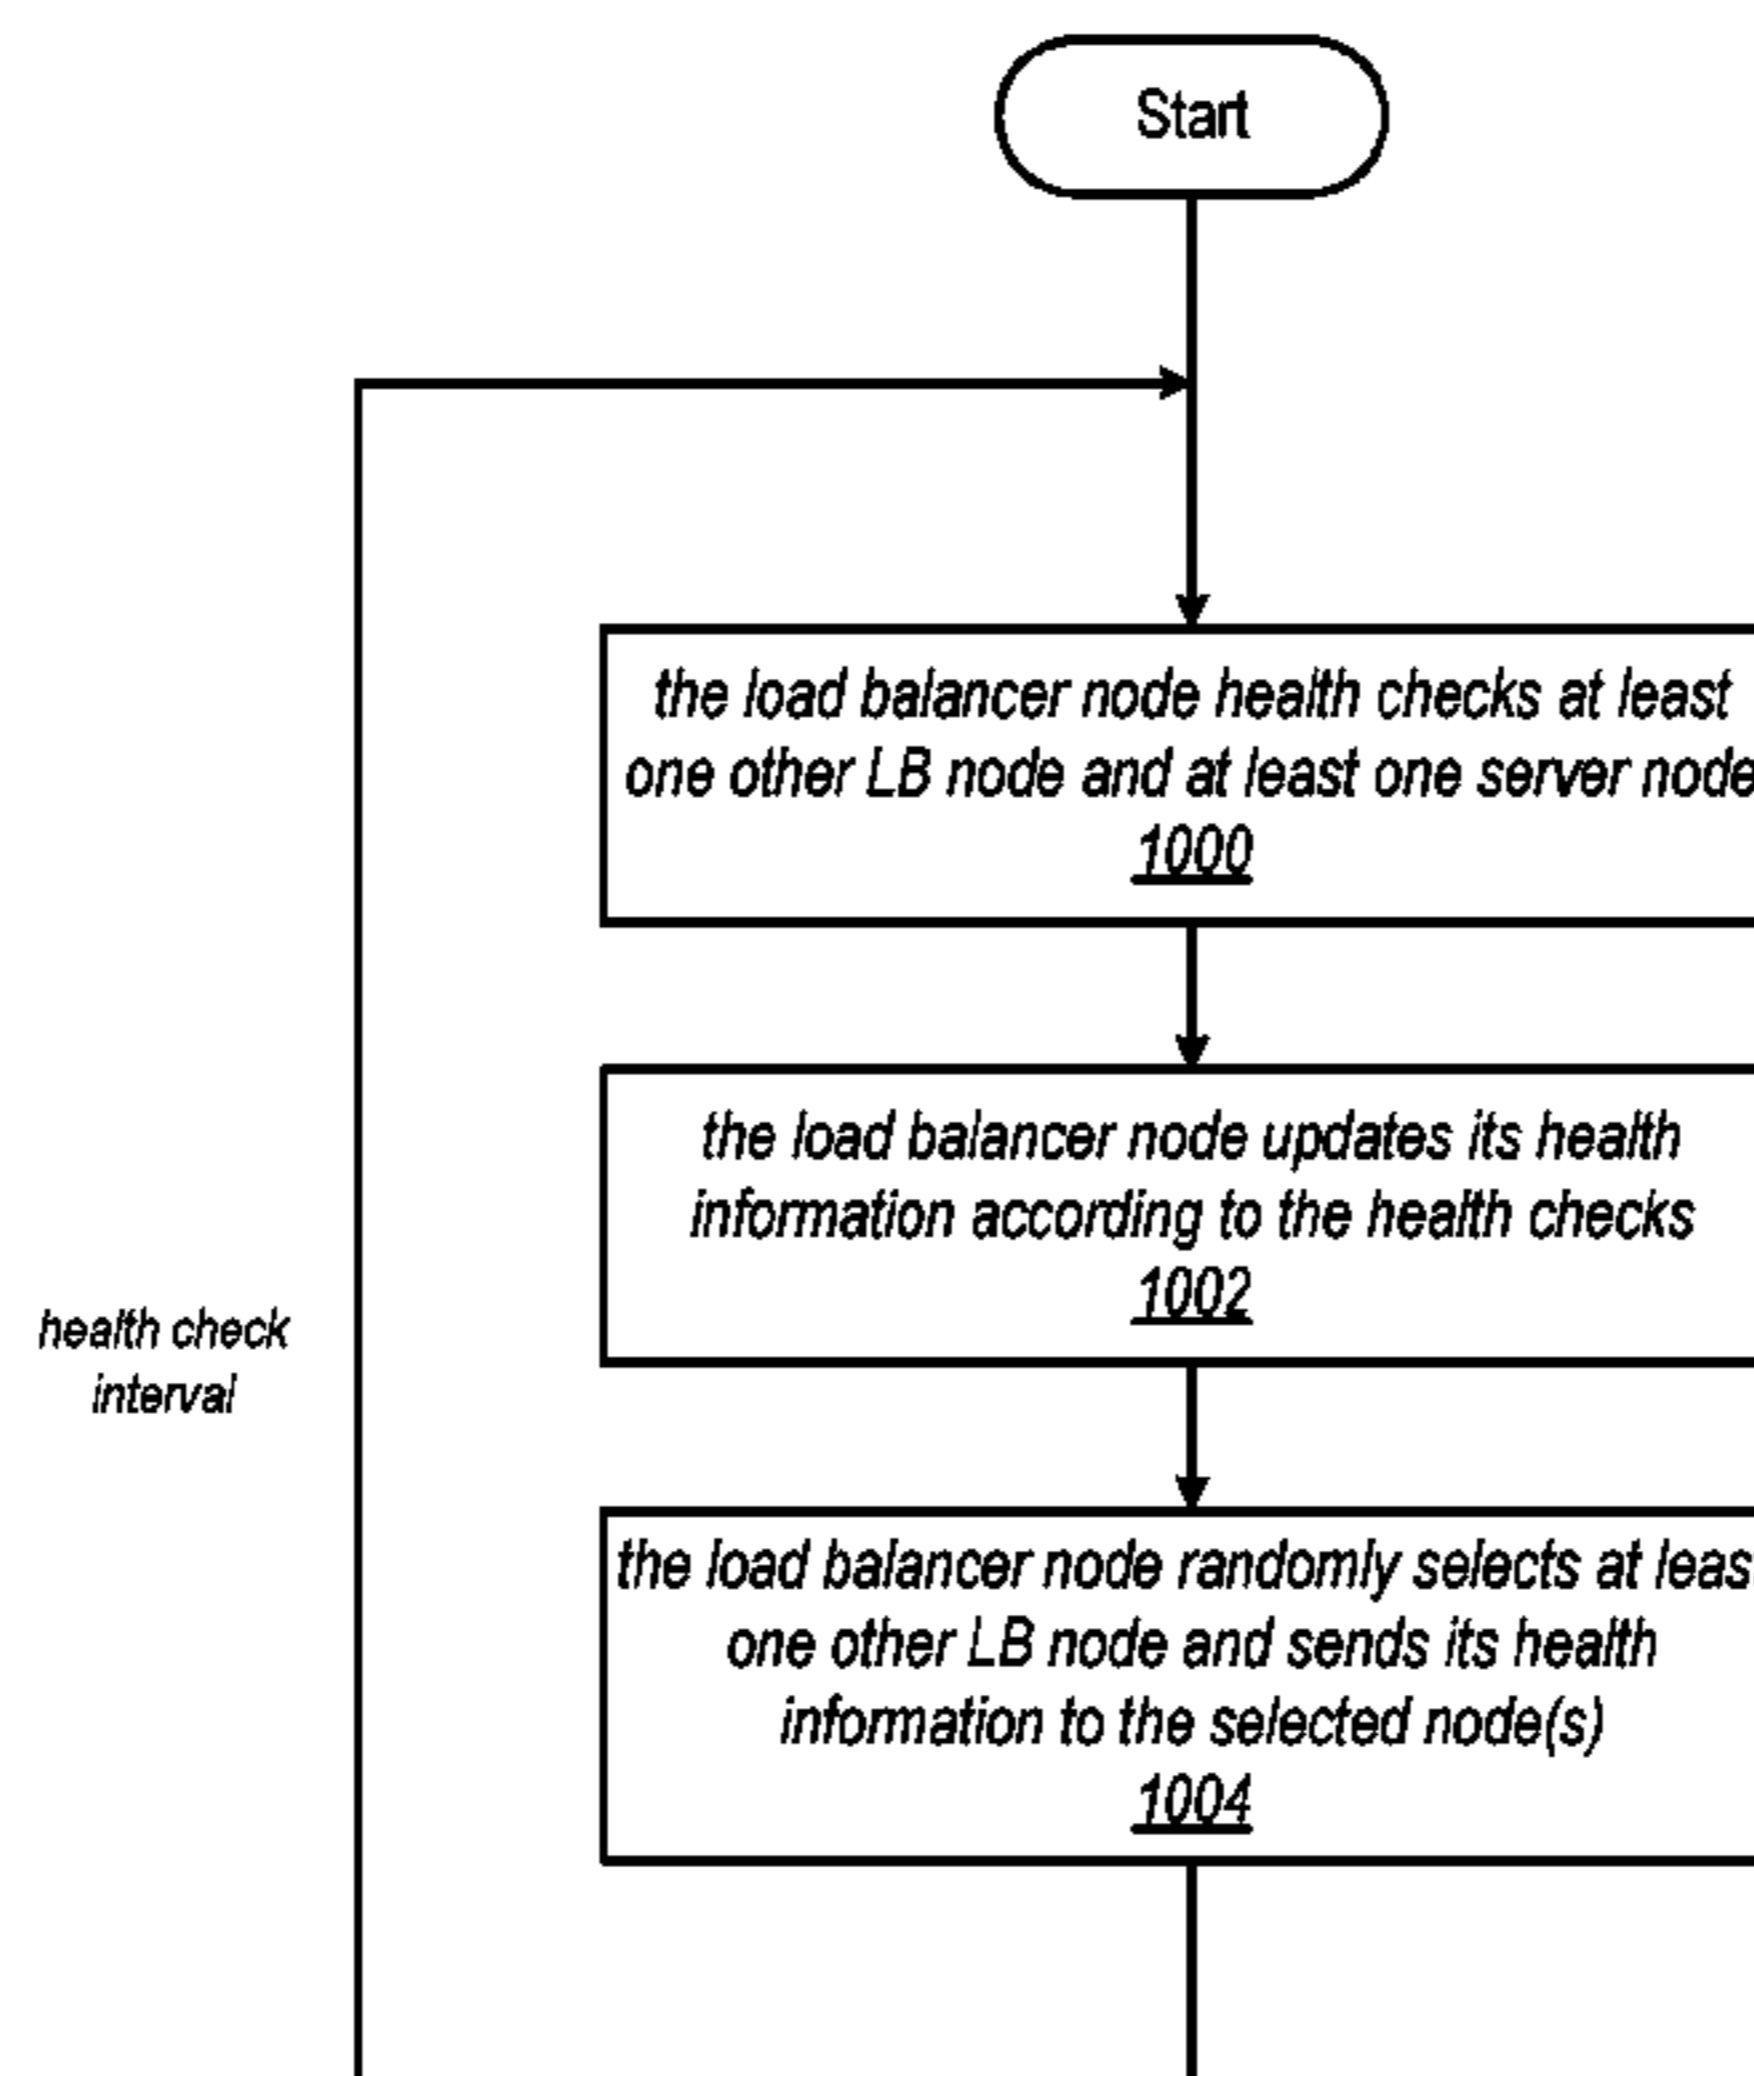 Start
the load balancer node health checks at least
one other LB node and at least one server node
1000
the load balancer node updates its health
information according to the health checks
1002
health check
interval
the load balancer node randomly selects at least
one other LB node and sends its health
information to the selected node(s)
1004